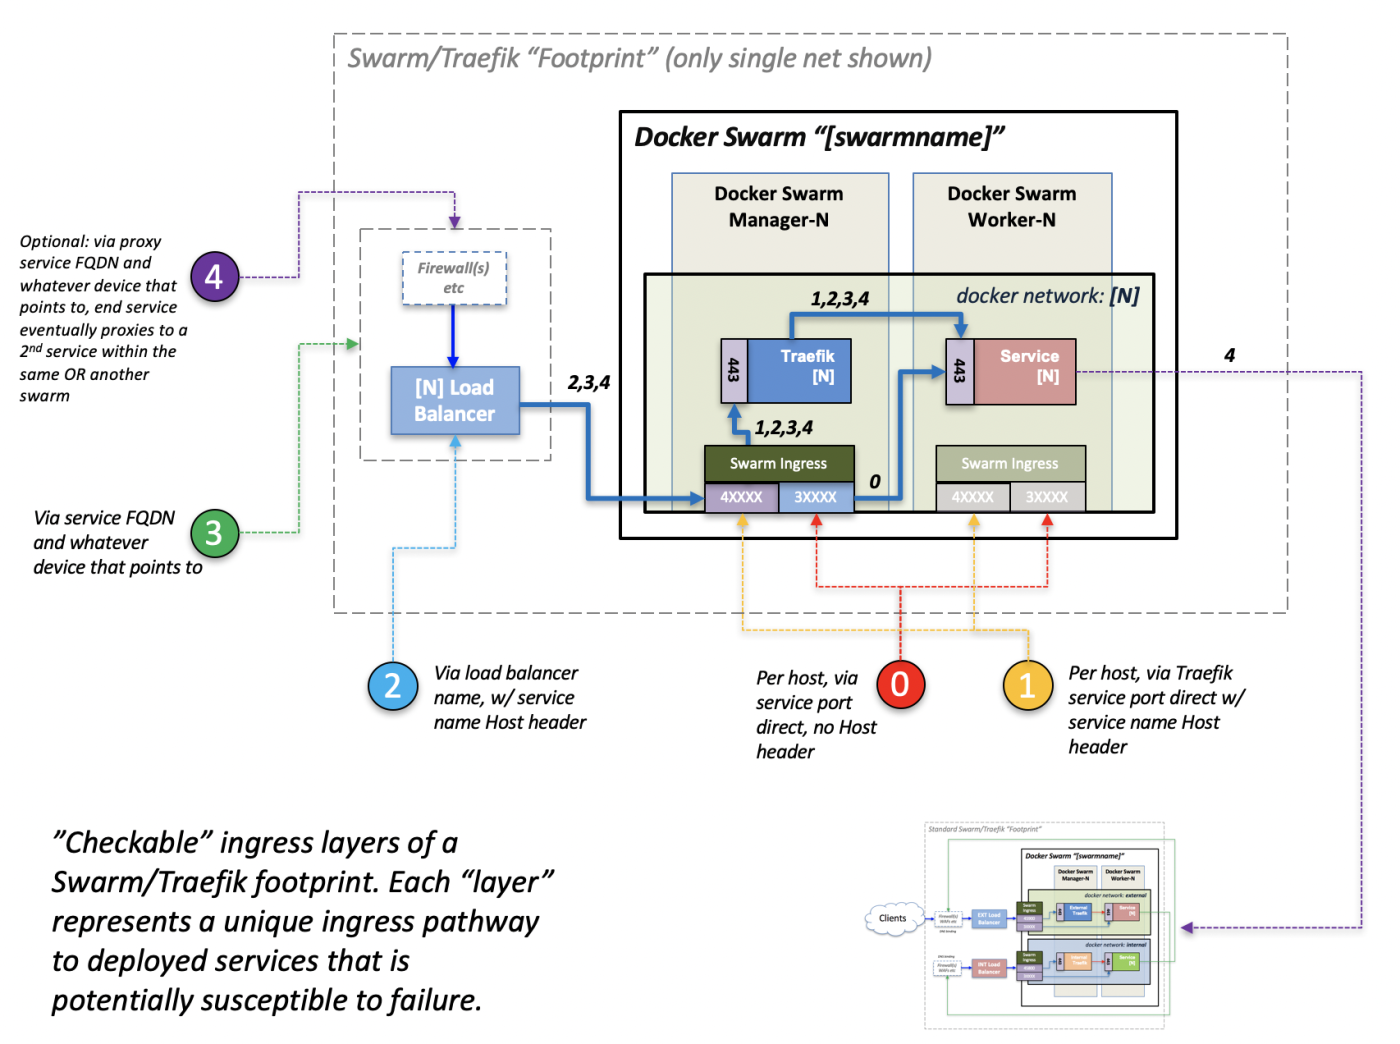 Swarm/Traefik “Footprint” (only single net shown)
Docker Swarm “[swarmname]”
Docker Swarm
Manager-N
Docker Swarm
Worker-N
Optional: via proxy
service FQDN and
whatever device that
points to, end service
eventually proxies to a
2nd service within the
same OR another
swarm
4
Firewall(s)
etc
1,2,3,4
docker network: [N]
443
Traefik
[N]
443
Service
[N]
4
[N] Load
Balancer
2,3,4
1,2,3,4
Swarm Ingress
4XXXX
3XXXX
0
Swarm Ingress
4XXXX
3XXXX
Via service FQDN
and whatever
device that points to
3
2
Via load balancer
name, w/ service
name Host header
Per host, via
service port
direct, no Host
header
0
1
Per host, via Traefik
service port direct w/
service name Host
header
”Checkable” ingress layers of a
Swarm/Traefik footprint. Each “layer”
represents a unique ingress pathway
to deployed services that is
potentially susceptible to failure.
Standard Swarm/Traefik “Footprint”
Docker Swarm “[swarmname]”
Docker Swarm
Manager-N
Docker Swarm
Worker-N
docker network: external
Clients
EXT Load
Balancer
Swarm
Ingress
External
Traefik
Service
[N]
docker network: internal
INT Load
Balancer
Swarm
Ingress
Internal
Traefik
Service
[N]